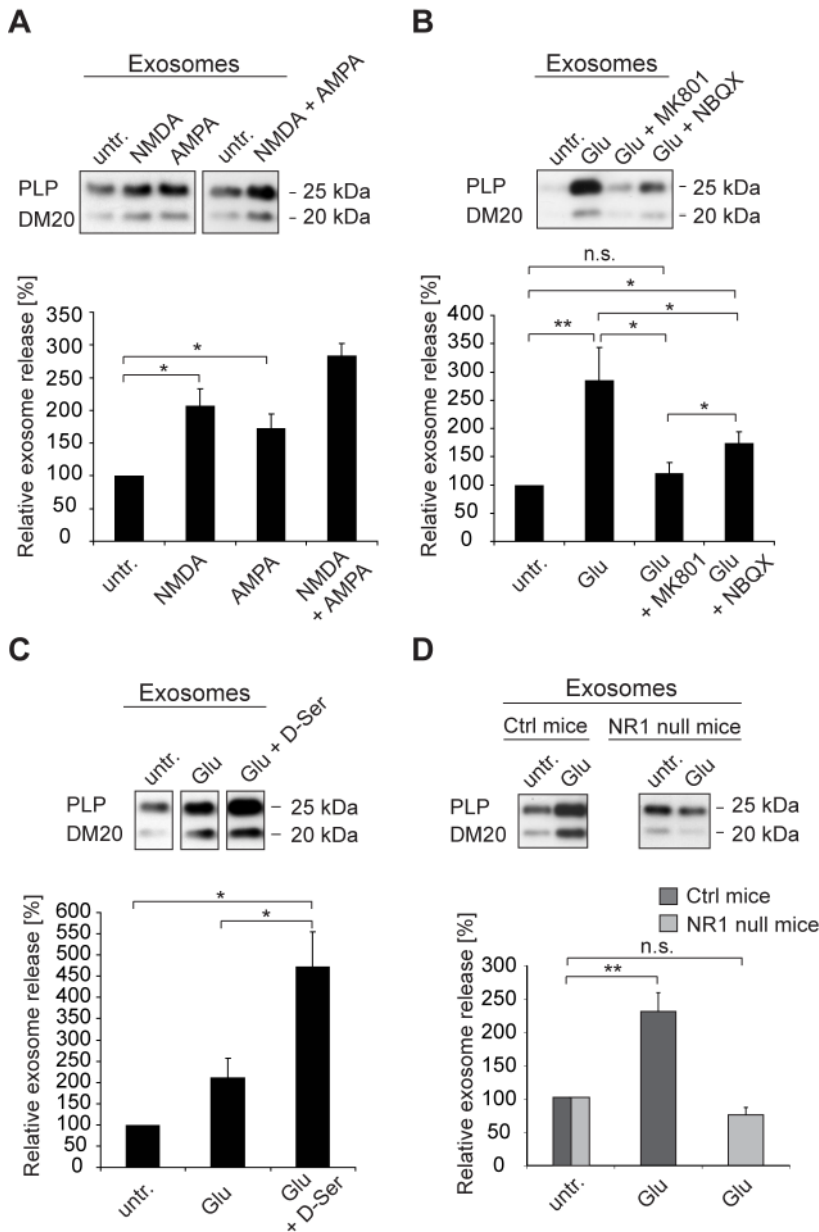 A
Exosomes
untr. NMDA AMPA untr. NMDA + AMPA
PLP - 25 kDa
DM20 - 20 kDa
Relative exosome release [%]
350
300
250
200
150
100
50
0
*
*
untr. NMDA AMPA NMDA
+ AMPA
B
Exosomes
untr. Glu Glu + MK801 Glu + NBQX
PLP - 25 kDa
DM20 - 20 kDa
n.s.
*
*
** *
*
Relative exosome release [%]
400
350
300
250
200
150
100
50
0
untr. Glu Glu Glu
+ MK801 + NBQX
C
Exosomes
untr. Glu Glu + D-Ser
PLP - 25 kDa
DM20 - 20 kDa
*
*
Relative exosome release [%]
600
550
500
450
400
350
300
250
200
150
100
50
0
untr. Glu Glu
+ D-Ser
D
Exosomes
Ctrl mice NR1 null mice
untr. Glu untr. Glu
PLP - 25 kDa
DM20 - 20 kDa
Ctrl mice
NR1 null mice
n.s.
**
Relative exosome release [%]
300
250
200
150
100
50
0
untr. Glu Glu